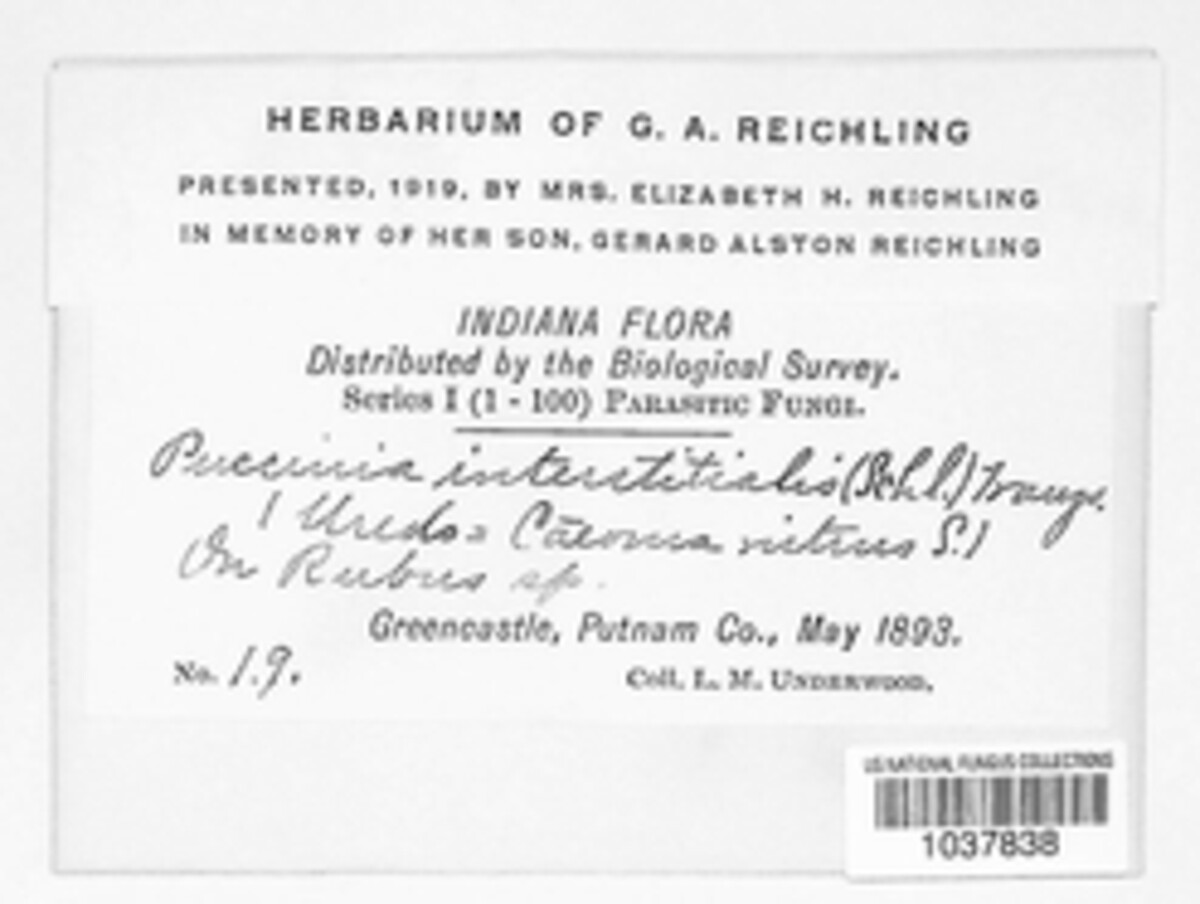 HERBARIUM OF G. A. REICHLING
PRESENTED, 1919, BY MRS. ELIZABETH H. REICHLING
IN MEMORY OF HER SON, GERARD ALSTON REICHLING
INDIANA FLORA
Distributed by the Biological Survey.
Series I (1 - 100) PARASITIC FUNGI.
Puccinia interstitialis (Schl.) Trang.
( Uredo = Caeoma nitens S.)
On Rubus sp.
Greencastle, Putnam Co., May 1893.
No. 19.
Coll. L. M. UNDERWOOD.
US NATIONAL FUNGUS COLLECTIONS
1037838